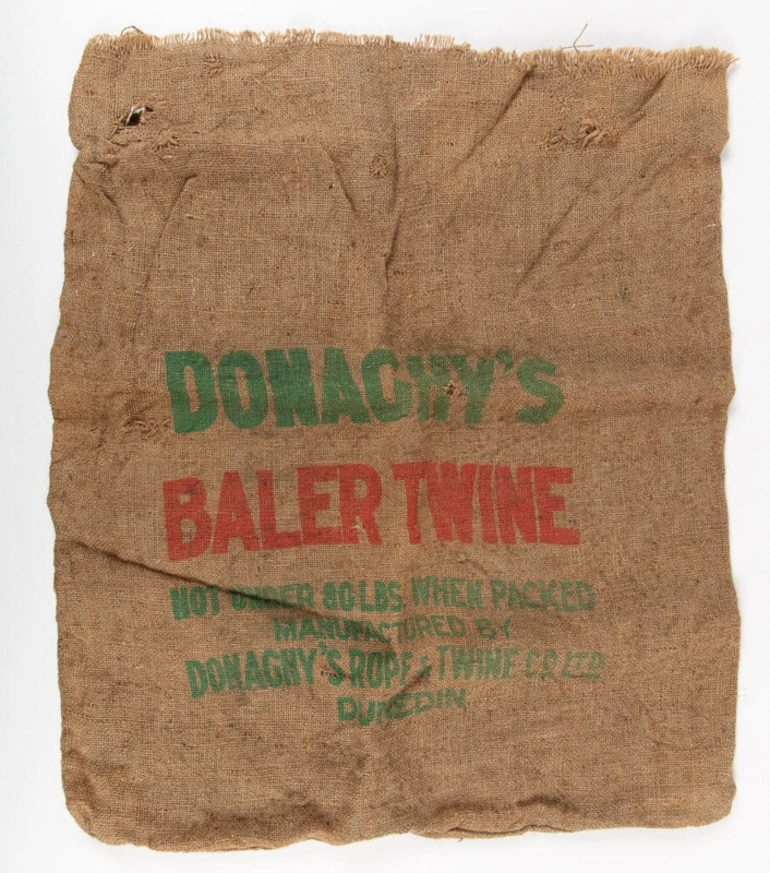 DONAGHY'S
BALER TWINE
NOT UNDER 80 LBS. WHEN PACKED
MANUFACTURED BY
DONAGHY'S ROPE & TWINE CO LTD
DUNEDIN